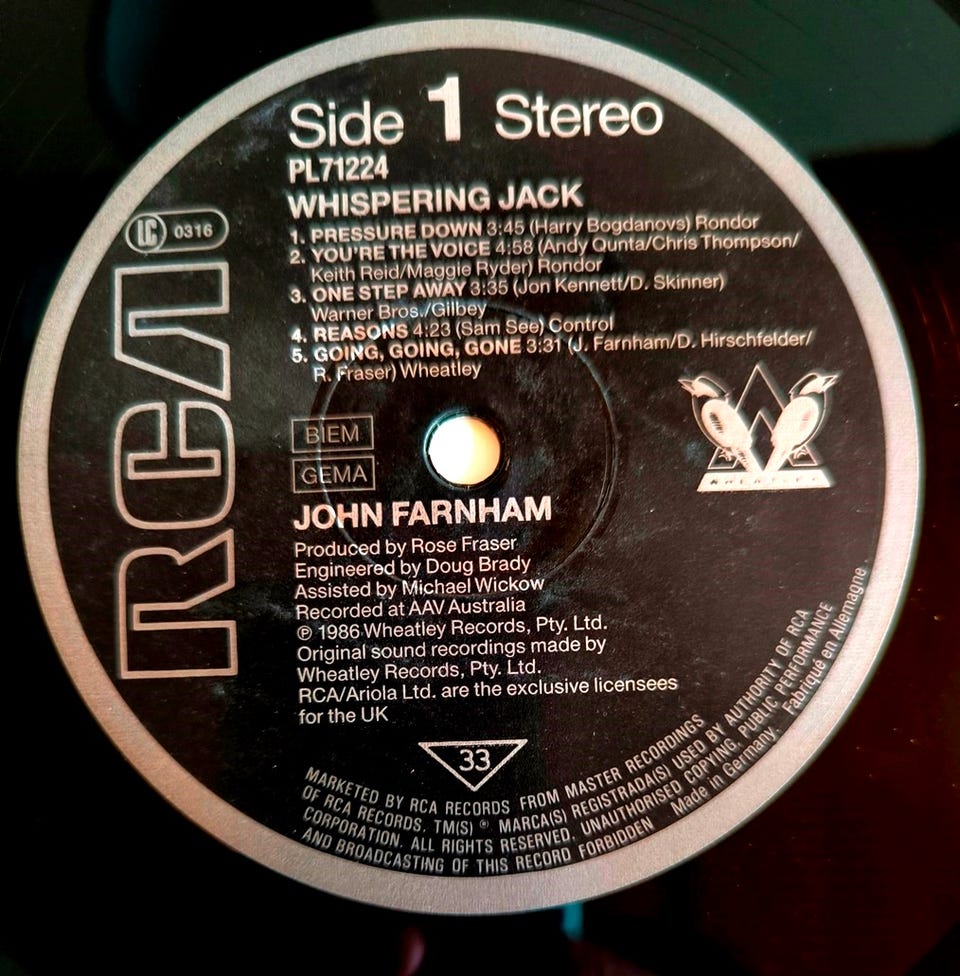 Side 1 Stereo
PL71224
WHISPERING JACK
1. PRESSURE DOWN 3:45 (Harry Bogdanovs) Rondor
2. YOU'RE THE VOICE 4:58 (Andy Qunta/Chris Thompson/
Keith Reid/Maggie Ryder) Rondor
3. ONE STEP AWAY 3:35 (Jon Kennett/D. Skinner)
Warner Bros./Gilbey
4. REASONS 4:23 (Sam See) Control
5. GOING, GOING, GONE 3:31 (J. Farnham/D. Hirschfelder/
R. Fraser) Wheatley
LC 0316
RCA
BIEM
GEMA
WHEATLEY
JOHN FARNHAM
Produced by Rose Fraser
Engineered by Doug Brady
Assisted by Michael Wickow
Recorded at AAV Australia
℗ 1986 Wheatley Records, Pty. Ltd.
Original sound recordings made by
Wheatley Records, Pty. Ltd.
RCA/Ariola Ltd. are the exclusive licensees
for the UK
33
MARKETED BY RCA RECORDS FROM MASTER RECORDINGS
OF RCA RECORDS. TM(S) ® MARCA(S) REGISTRADA(S) USED BY AUTHORITY OF RCA
CORPORATION. ALL RIGHTS RESERVED. UNAUTHORISED COPYING, PUBLIC PERFORMANCE
AND BROADCASTING OF THIS RECORD FORBIDDEN Made in Germany. Fabriqué en Allemagne